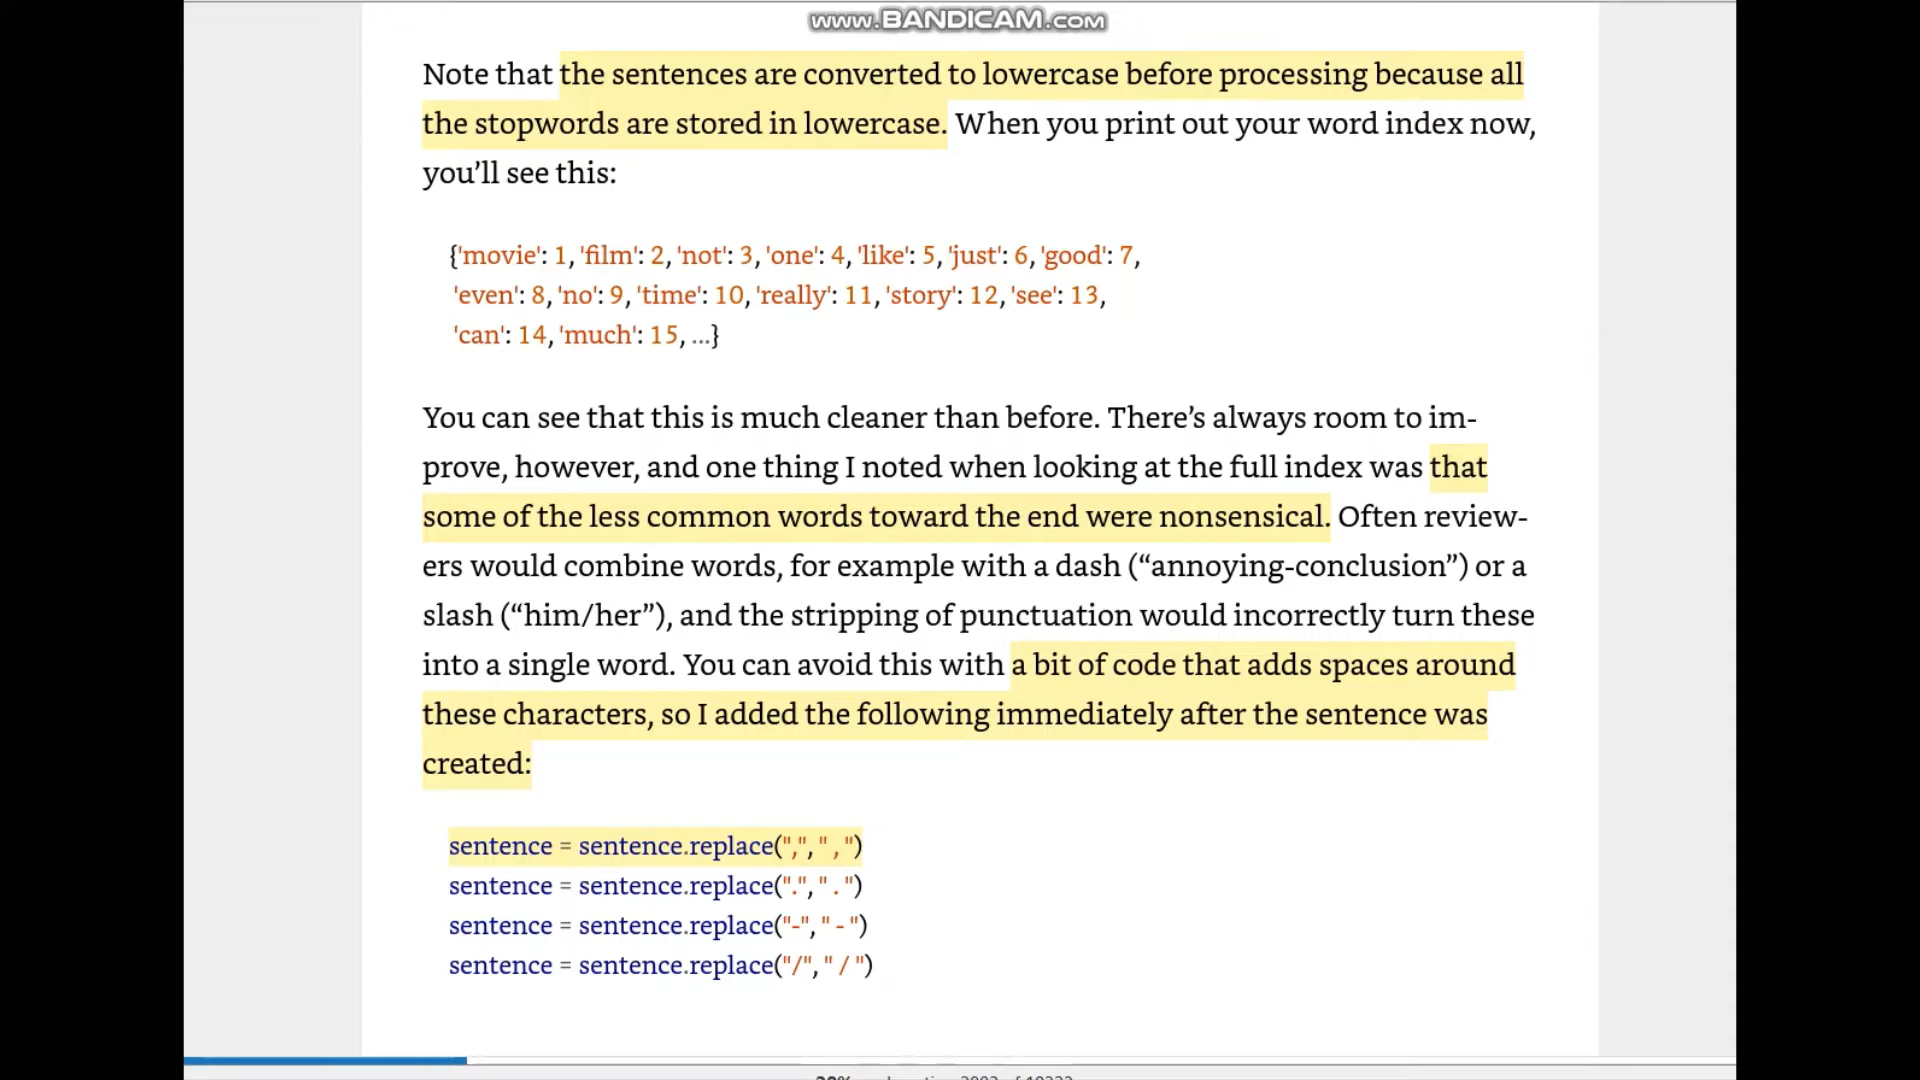 www.BANDICAM.com
Note that the sentences are converted to lowercase before processing because all
the stopwords are stored in lowercase. When you print out your word index now,
you’ll see this:
{'movie': 1, 'film': 2, 'not': 3, 'one': 4, 'like': 5, 'just': 6, 'good': 7,
'even': 8, 'no': 9, 'time': 10, 'really': 11, 'story': 12, 'see': 13,
'can': 14, 'much': 15, ...}
You can see that this is much cleaner than before. There’s always room to im-
prove, however, and one thing I noted when looking at the full index was that
some of the less common words toward the end were nonsensical. Often review-
ers would combine words, for example with a dash (“annoying-conclusion”) or a
slash (“him/her”), and the stripping of punctuation would incorrectly turn these
into a single word. You can avoid this with a bit of code that adds spaces around
these characters, so I added the following immediately after the sentence was
created:
sentence = sentence.replace(",", " , ")
sentence = sentence.replace(".", " . ")
sentence = sentence.replace("-", " - ")
sentence = sentence.replace("/", " / ")